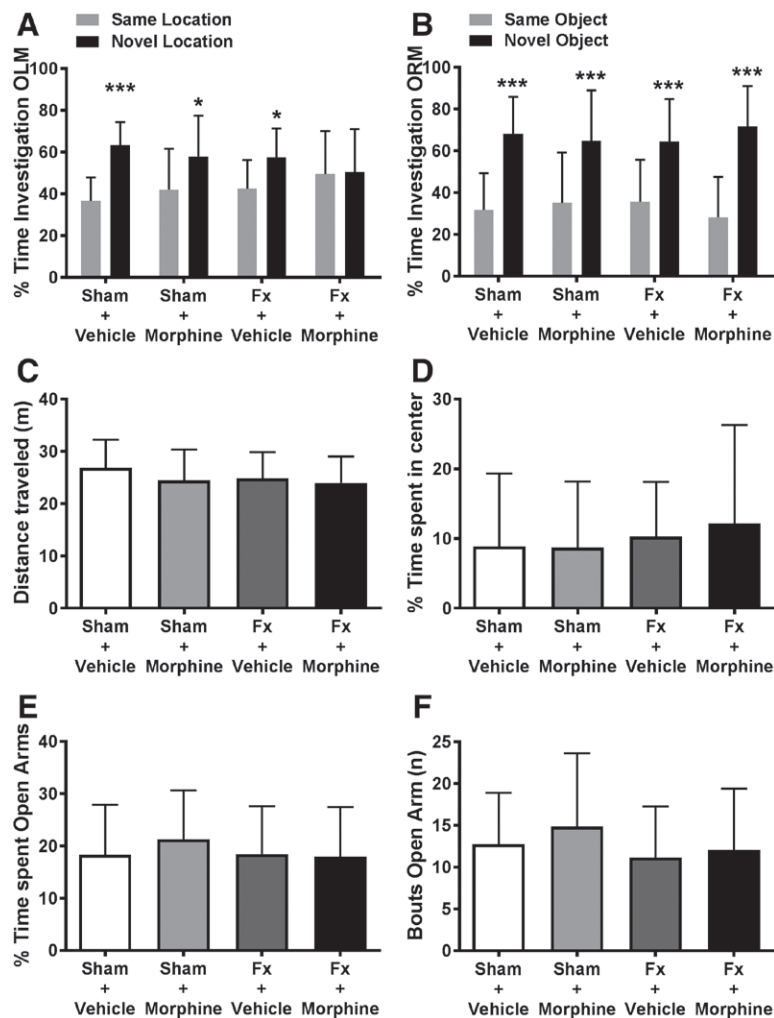 A
Same Location
Novel Location
% Time Investigation OLM
100
80
60
40
20
0
***
*
*
Sham + Vehicle
Sham + Morphine
Fx + Vehicle
Fx + Morphine
B
Same Object
Novel Object
% Time Investigation ORM
100
80
60
40
20
0
***
***
***
***
Sham + Vehicle
Sham + Morphine
Fx + Vehicle
Fx + Morphine
C
Distance traveled (m)
40
30
20
10
0
Sham + Vehicle
Sham + Morphine
Fx + Vehicle
Fx + Morphine
D
% Time spent in center
30
20
10
0
Sham + Vehicle
Sham + Morphine
Fx + Vehicle
Fx + Morphine
E
% Time spent Open Arms
40
30
20
10
0
Sham + Vehicle
Sham + Morphine
Fx + Vehicle
Fx + Morphine
F
Bouts Open Arm (n)
25
20
15
10
5
0
Sham + Vehicle
Sham + Morphine
Fx + Vehicle
Fx + Morphine